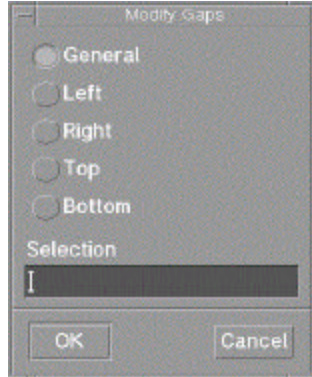 Modify Gaps
General
Left
Right
Top
Bottom
Selection
OK Cancel